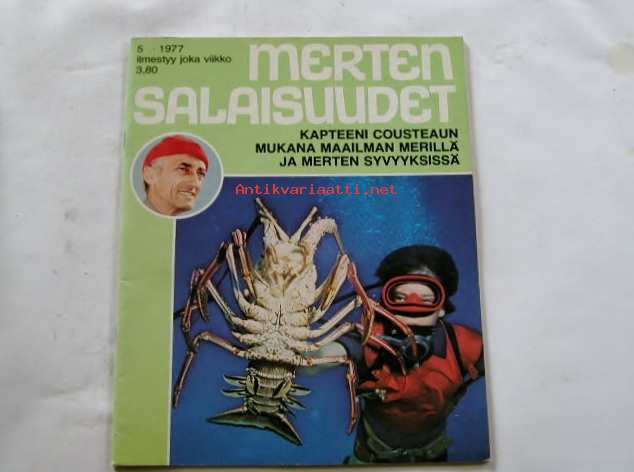 5 · 1977
ilmestyy joka viikko
3,80
MERTEN
SALAISUUDET
KAPTEENI COUSTEAUN
MUKANA MAAILMAN MERILLÄ
JA MERTEN SYVYYKSISSÄ
Antikvariaatti.net